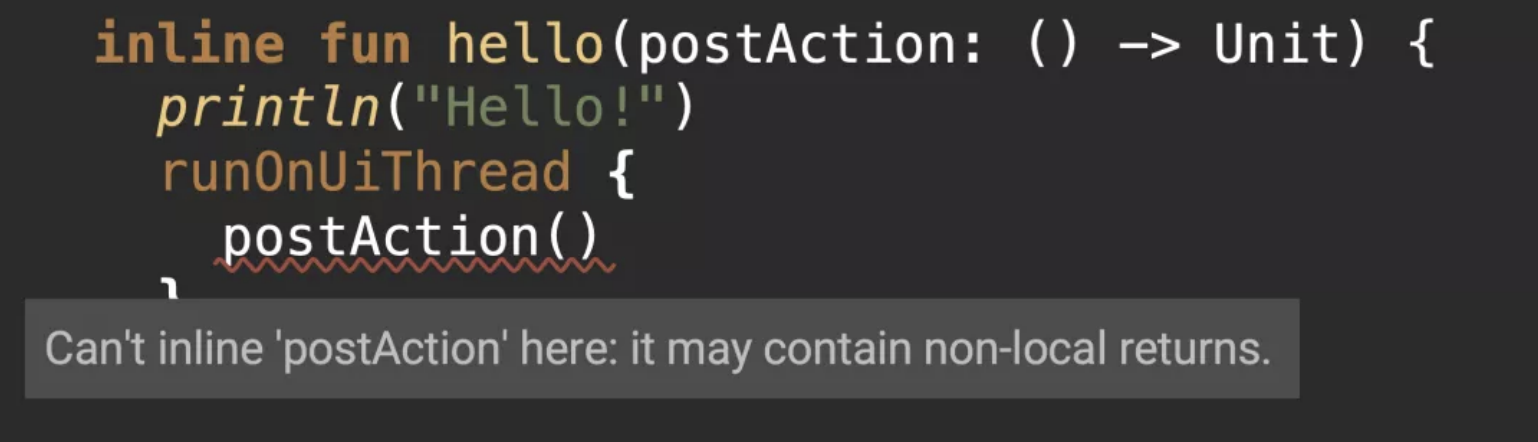 inline fun hello(postAction: () -> Unit) {
println("Hello!")
runOnUiThread {
postAction()
}
Can't inline 'postAction' here: it may contain non-local returns.